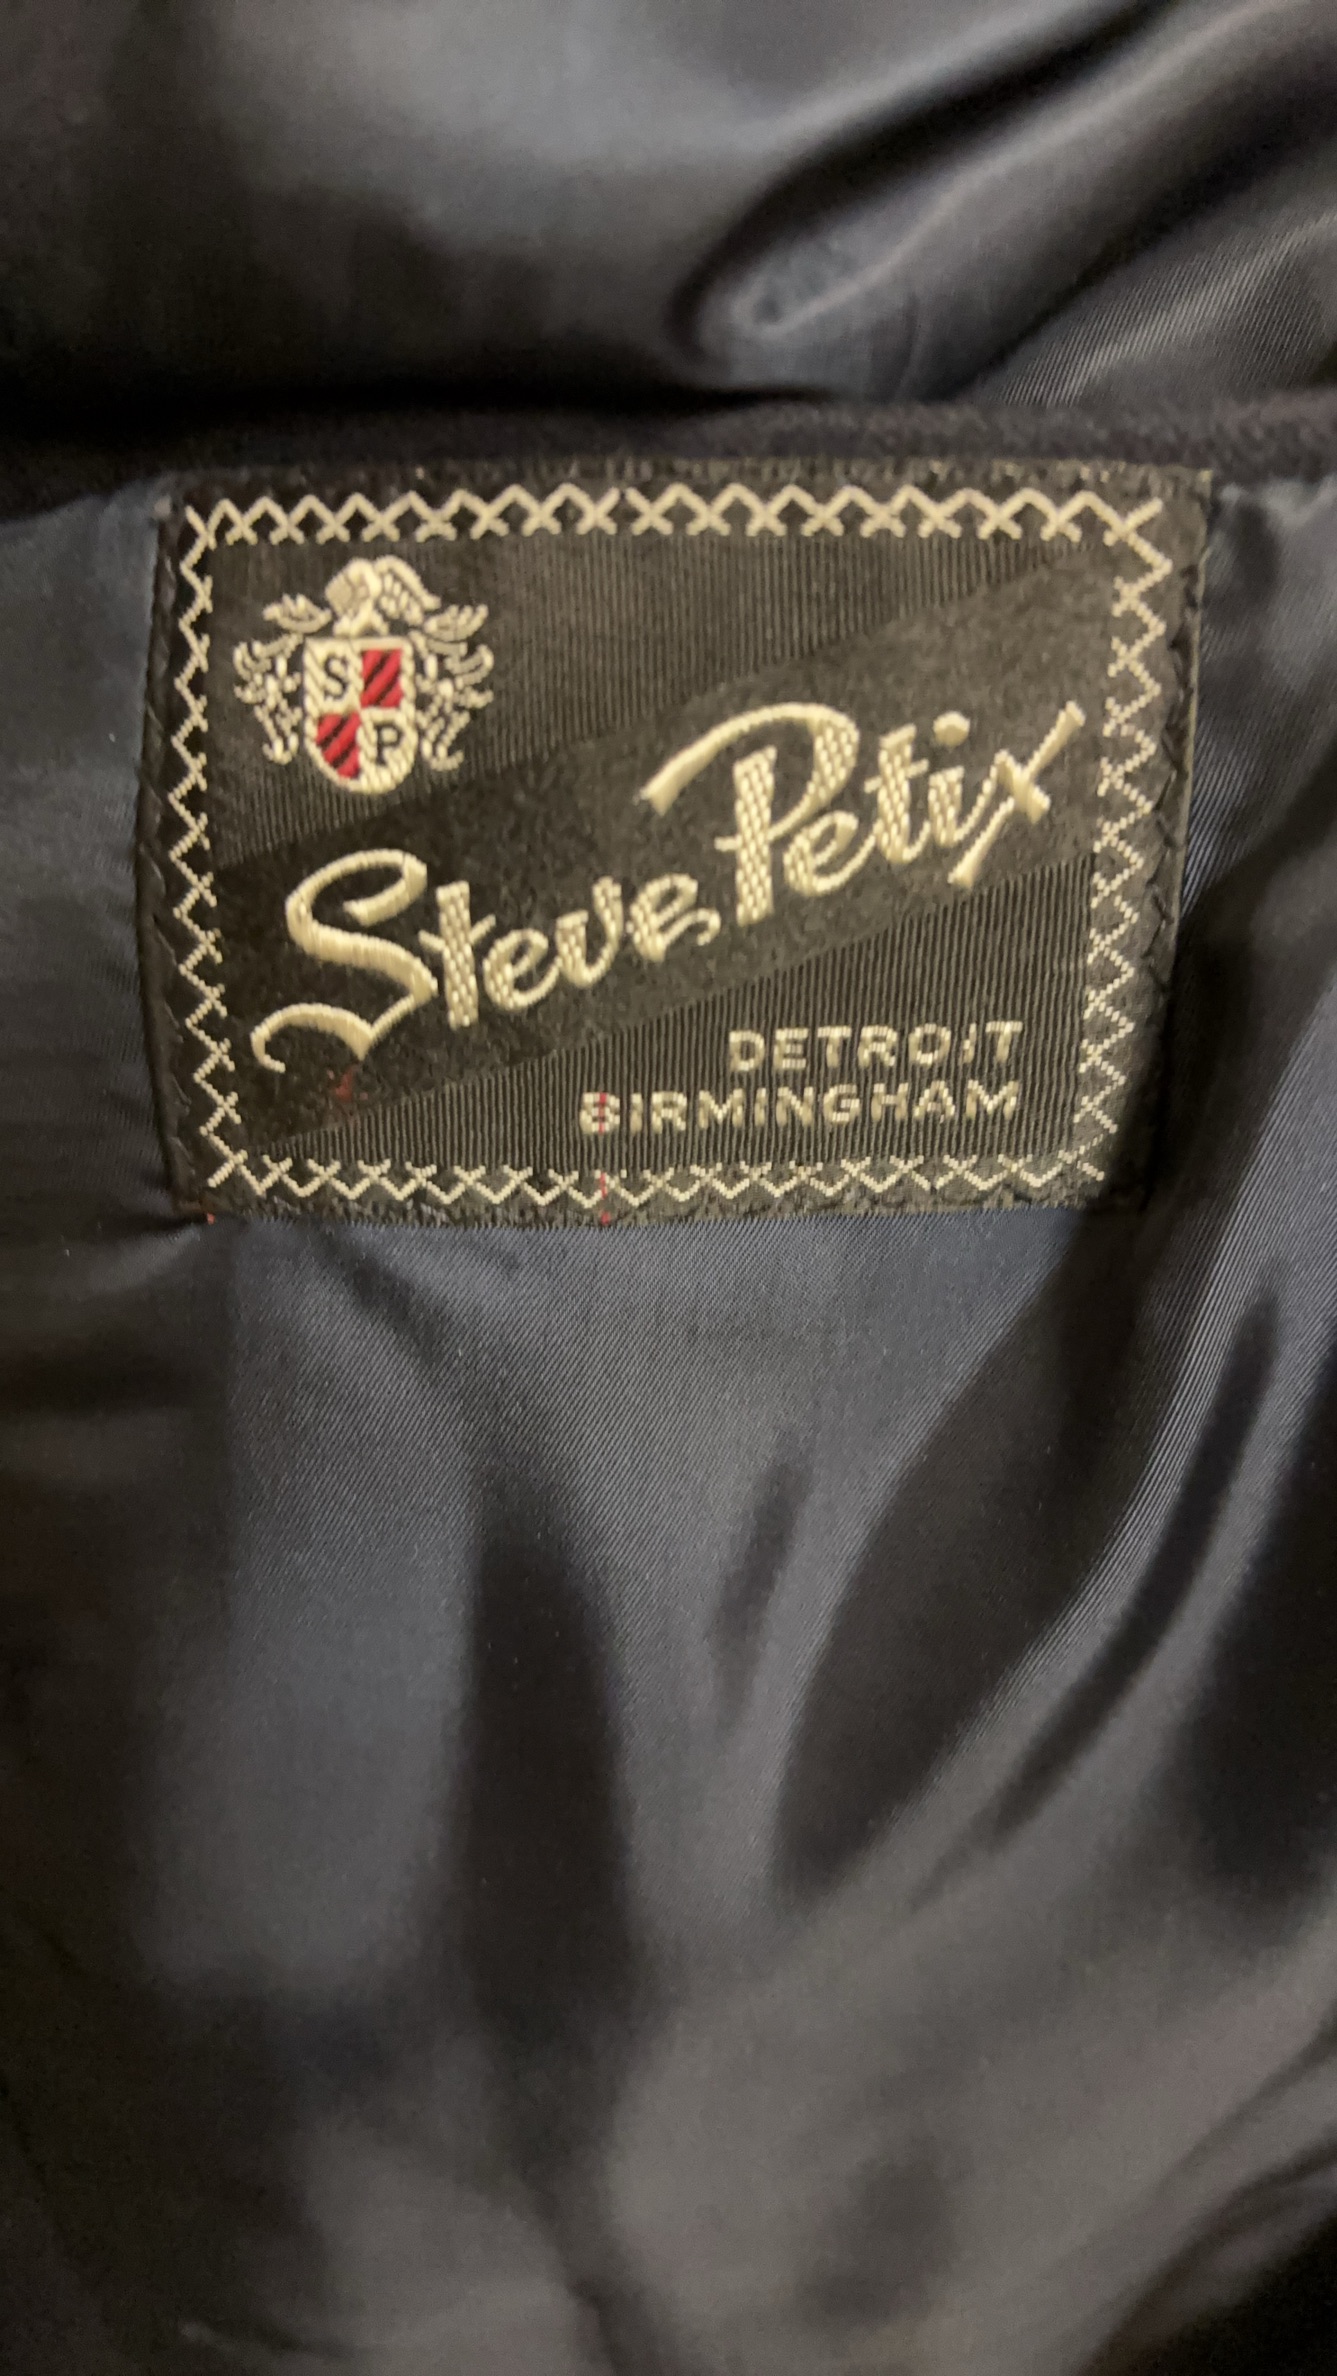 S
P
Steve Petix
DETROIT
BIRMINGHAM